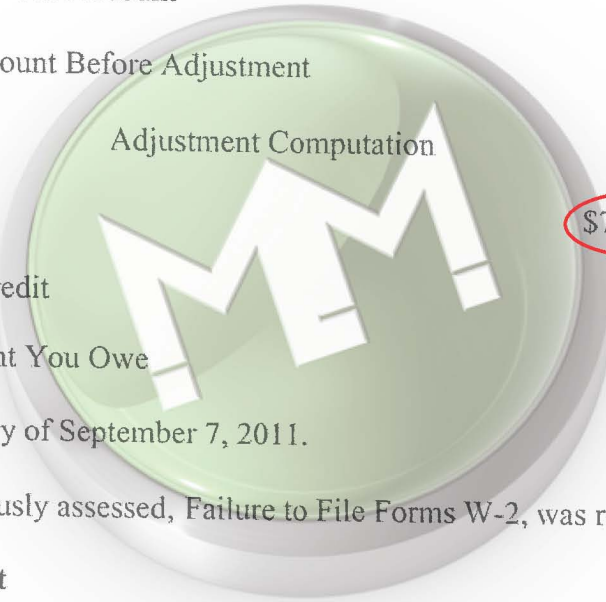 ount Before Adjustment
Adjustment Computation
$7
edit
nt You Owe
y of September 7, 2011.
usly assessed, Failure to File Forms W-2, was r
t